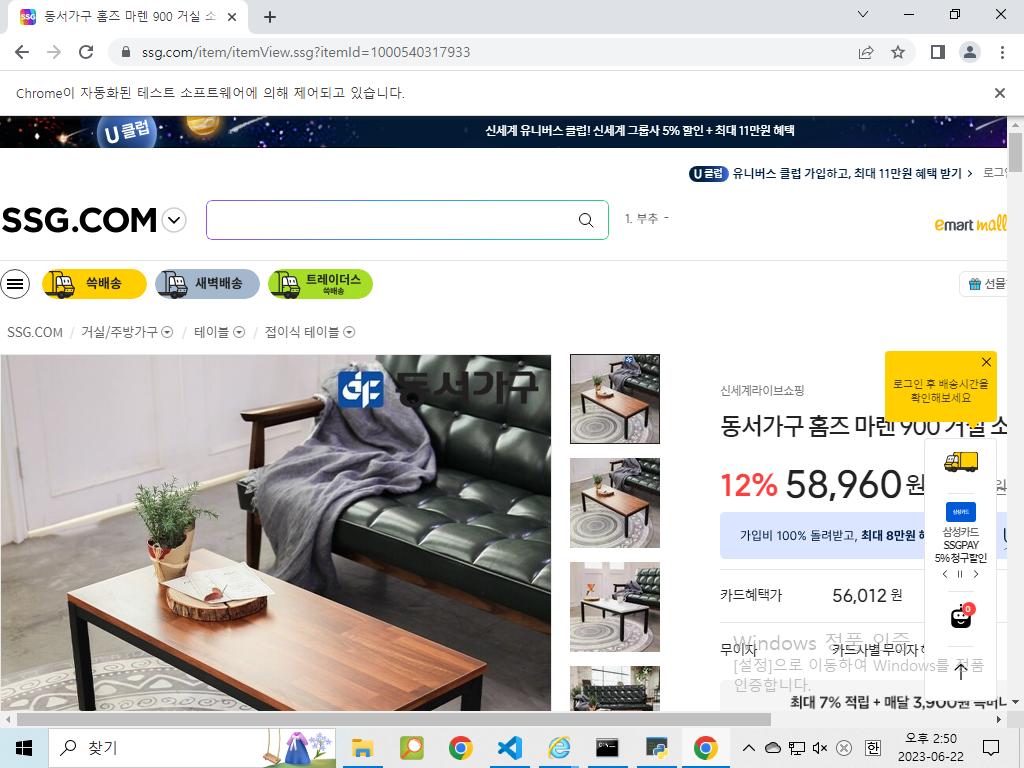 동서가구 홈즈 마렌 900 거실 소
ssg.com/item/itemView.ssg?itemId=1000540317933
Chrome이 자동화된 테스트 소프트웨어에 의해 제어되고 있습니다.
U클럽
신세계 유니버스 클럽! 신세계 그룹사 5% 할인 + 최대 11만원 혜택
U클럽 유니버스 클럽 가입하고, 최대 11만원 혜택 받기 로그인
SSG.COM
1. 부추 -
emart mall
쓱배송
새벽배송
트레이더스
쓱배송
선물
SSG.COM / 거실/주방가구 / 테이블 / 접이식 테이블
동서가구
로그인 후 배송시간을
확인해보세요
신세계라이브쇼핑
동서가구 홈즈 마렌 900 거실 소
12% 58,960원
가입비 100% 돌려받고, 최대 8만원
삼성카드
삼성카드
SSGPAY
5% 청구할인
카드혜택가 56,012 원
0
무이자 카드사별 무이자
Windows 정품 인증
[설정]으로 이동하여 Windows를 정품
인증합니다.
최대 7% 적립 + 매달 3,900원
찾기
한
오후 2:50
2023-06-22